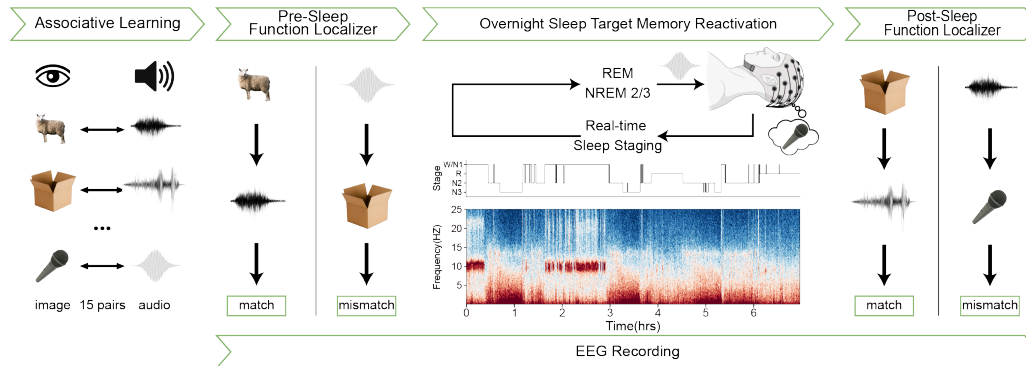 Associative Learning
Pre-Sleep
Function Localizer
Overnight Sleep Target Memory Reactivation
Post-Sleep
Function Localizer
...
image
15 pairs
audio
match
mismatch
REM
NREM 2/3
Real-time
Sleep Staging
Stage
W/N1
R
N2
N3
Frequency(HZ)
25
20
15
10
5
0
1
2
3
4
5
6
Time(hrs)
match
mismatch
EEG Recording